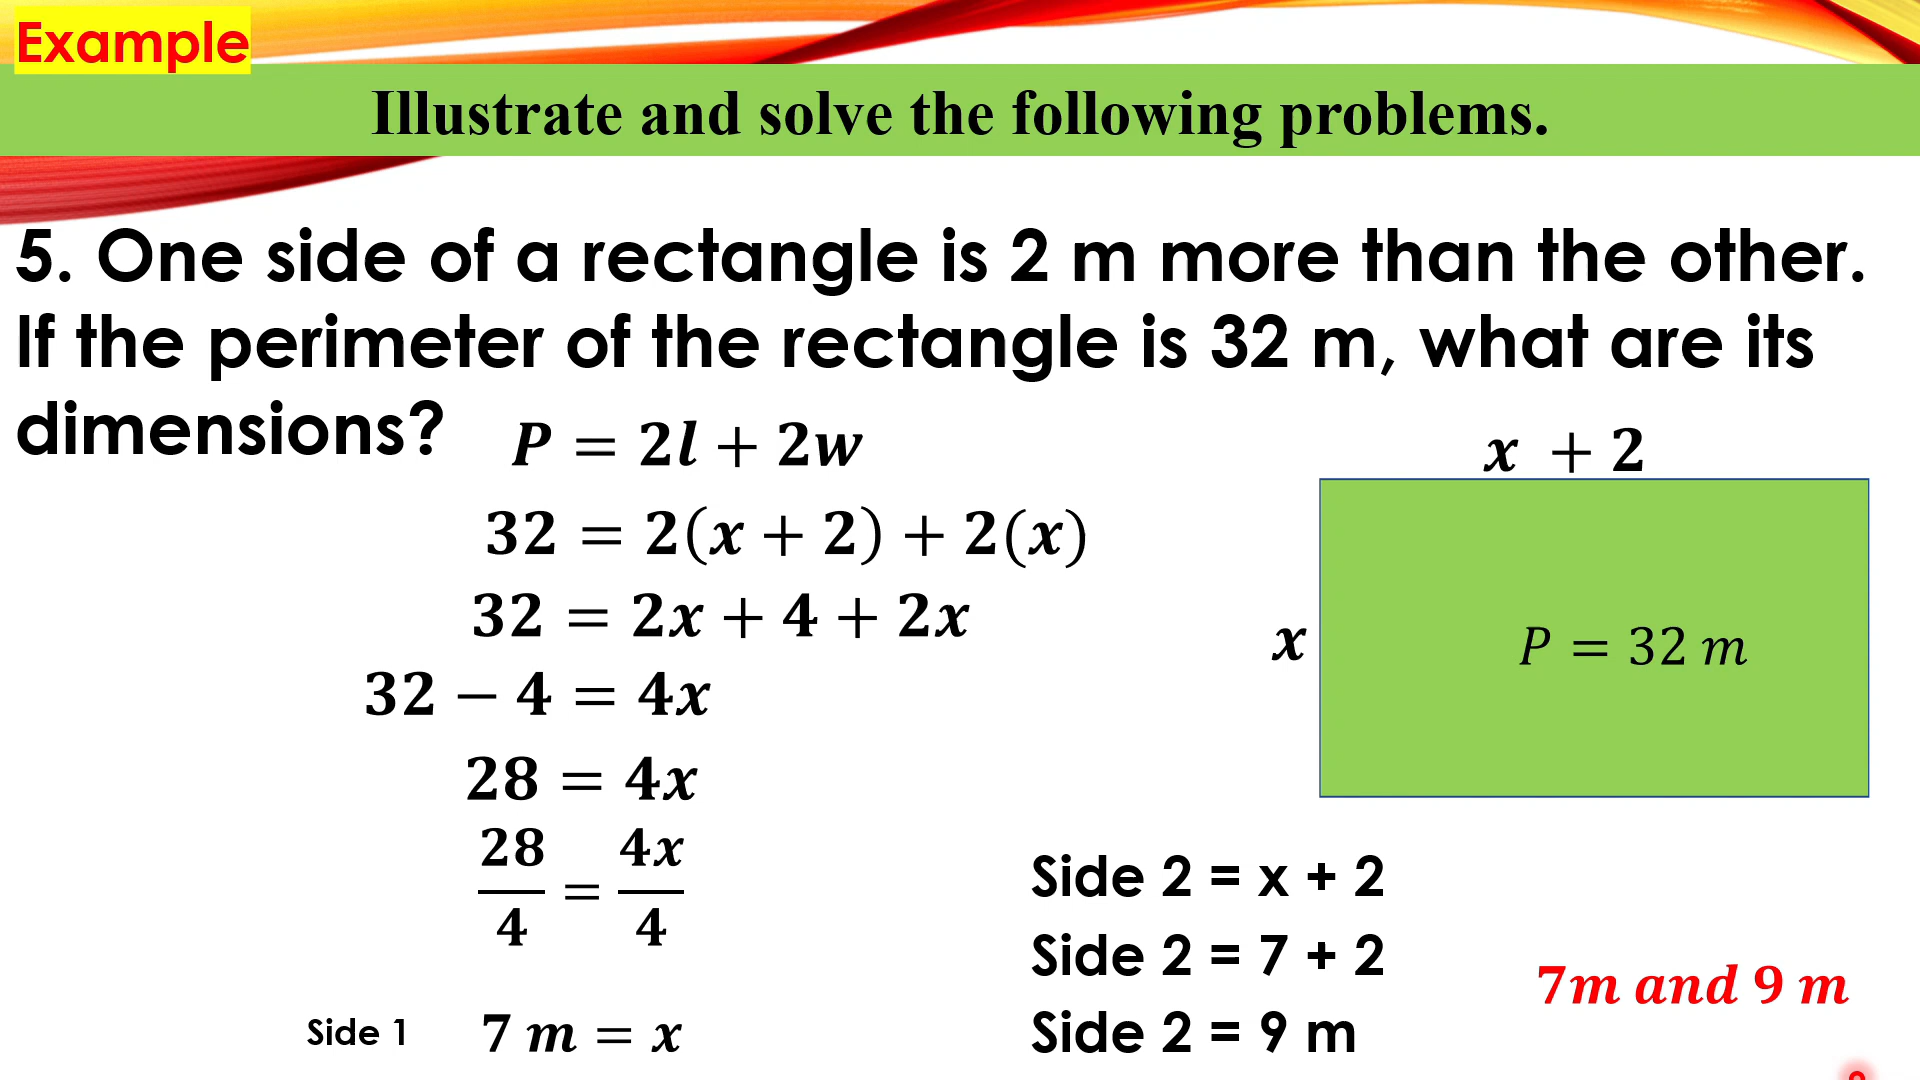 Example
Illustrate and solve the following problems.
5. One side of a rectangle is 2 m more than the other.
If the perimeter of the rectangle is 32 m, what are its
dimensions?
P = 2l + 2w
32 = 2(x + 2) + 2(x)
32 = 2x + 4 + 2x
32 − 4 = 4x
28 = 4x
28/4 = 4x/4
Side 1 7 m = x
x + 2
x
P = 32 m
Side 2 = x + 2
Side 2 = 7 + 2
Side 2 = 9 m
7m and 9 m